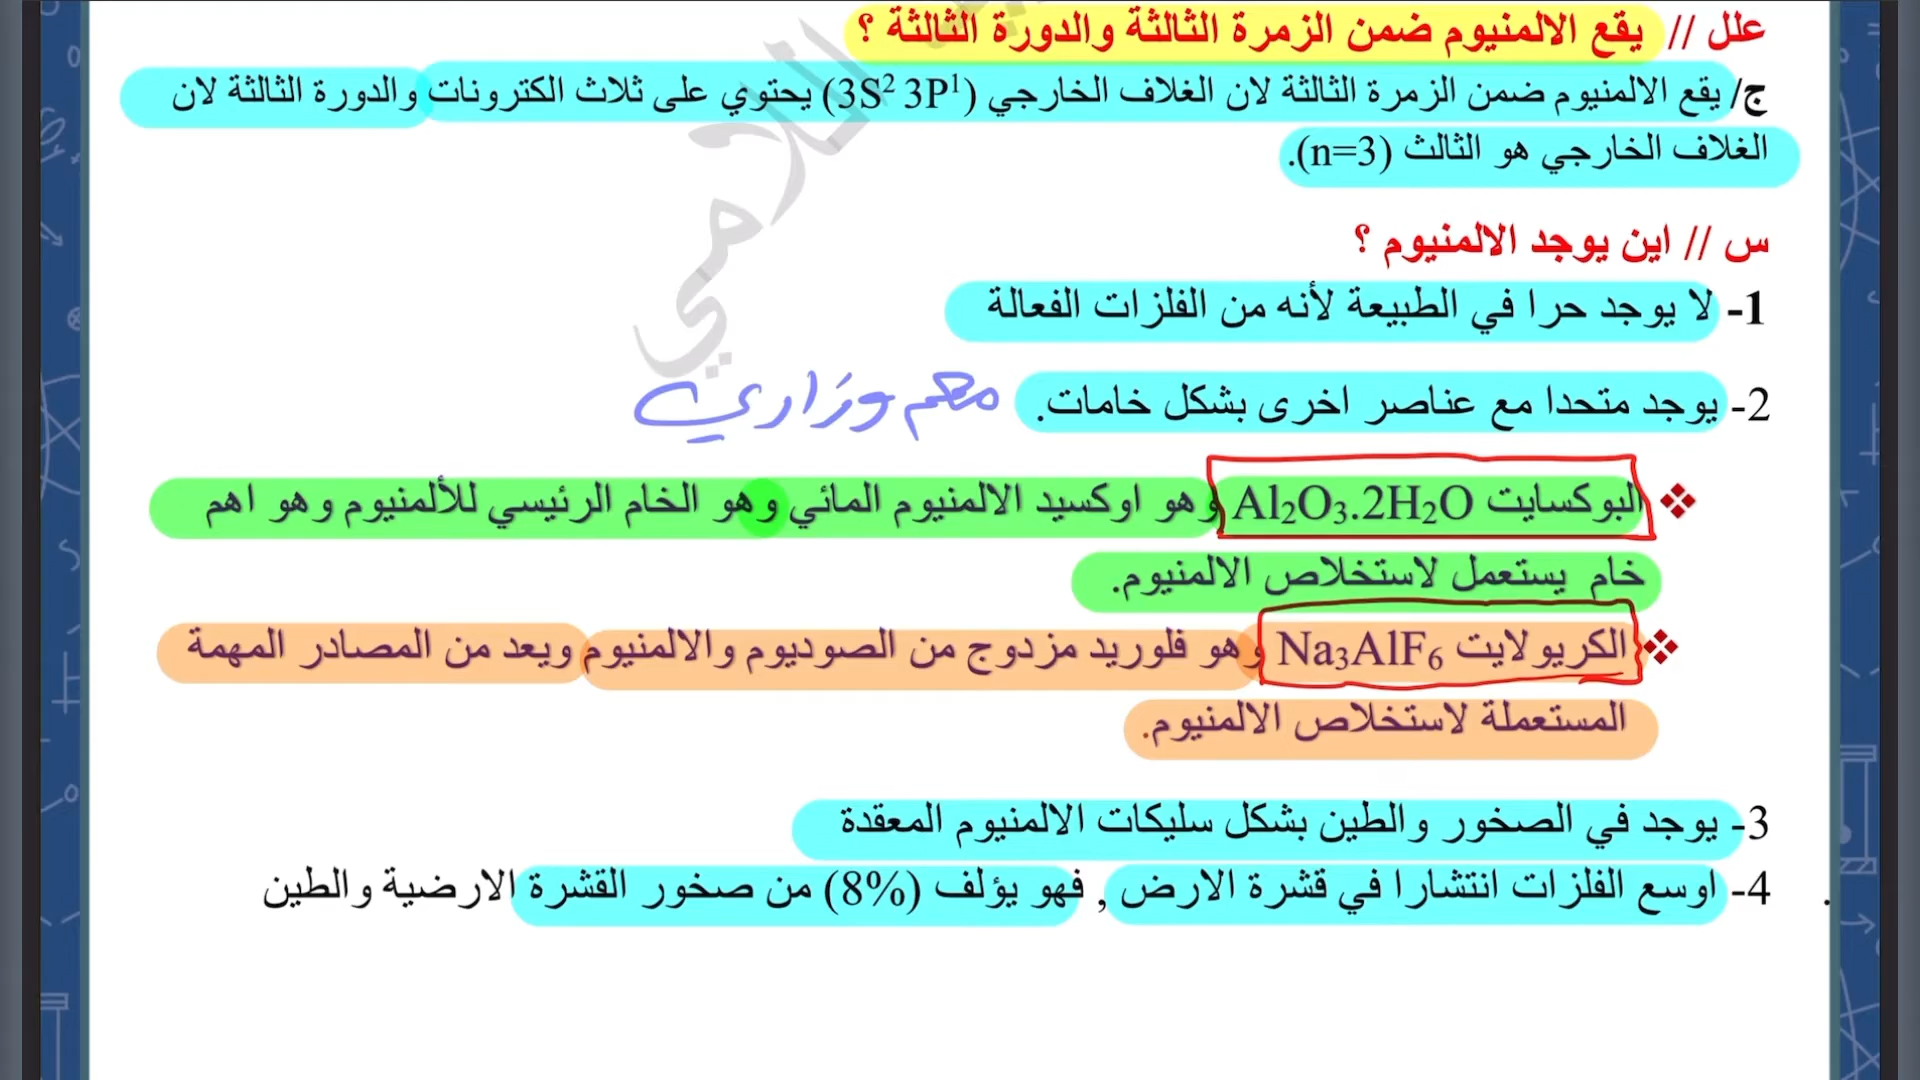 علل // يقع الالمنيوم ضمن الزمرة الثالثة والدورة الثالثة ؟
ج/ يقع الالمنيوم ضمن الزمرة الثالثة لان الغلاف الخارجي (3S² 3P¹) يحتوي على ثلاث الكترونات والدورة الثالثة لان
الغلاف الخارجي هو الثالث (n=3).
س // اين يوجد الالمنيوم ؟
1- لا يوجد حرا في الطبيعة لأنه من الفلزات الفعالة
2- يوجد متحدا مع عناصر اخرى بشكل خامات. مهم وزاري
❖ البوكسايت Al₂O₃.2H₂O وهو اوكسيد الالمنيوم المائي وهو الخام الرئيسي للألمنيوم وهو اهم
خام يستعمل لاستخلاص الالمنيوم.
❖ الكريولايت Na₃AlF₆ وهو فلوريد مزدوج من الصوديوم والالمنيوم ويعد من المصادر المهمة
المستعملة لاستخلاص الالمنيوم.
3- يوجد في الصخور والطين بشكل سليكات الالمنيوم المعقدة
4- اوسع الفلزات انتشارا في قشرة الارض , فهو يؤلف (8%) من صخور القشرة الارضية والطين .